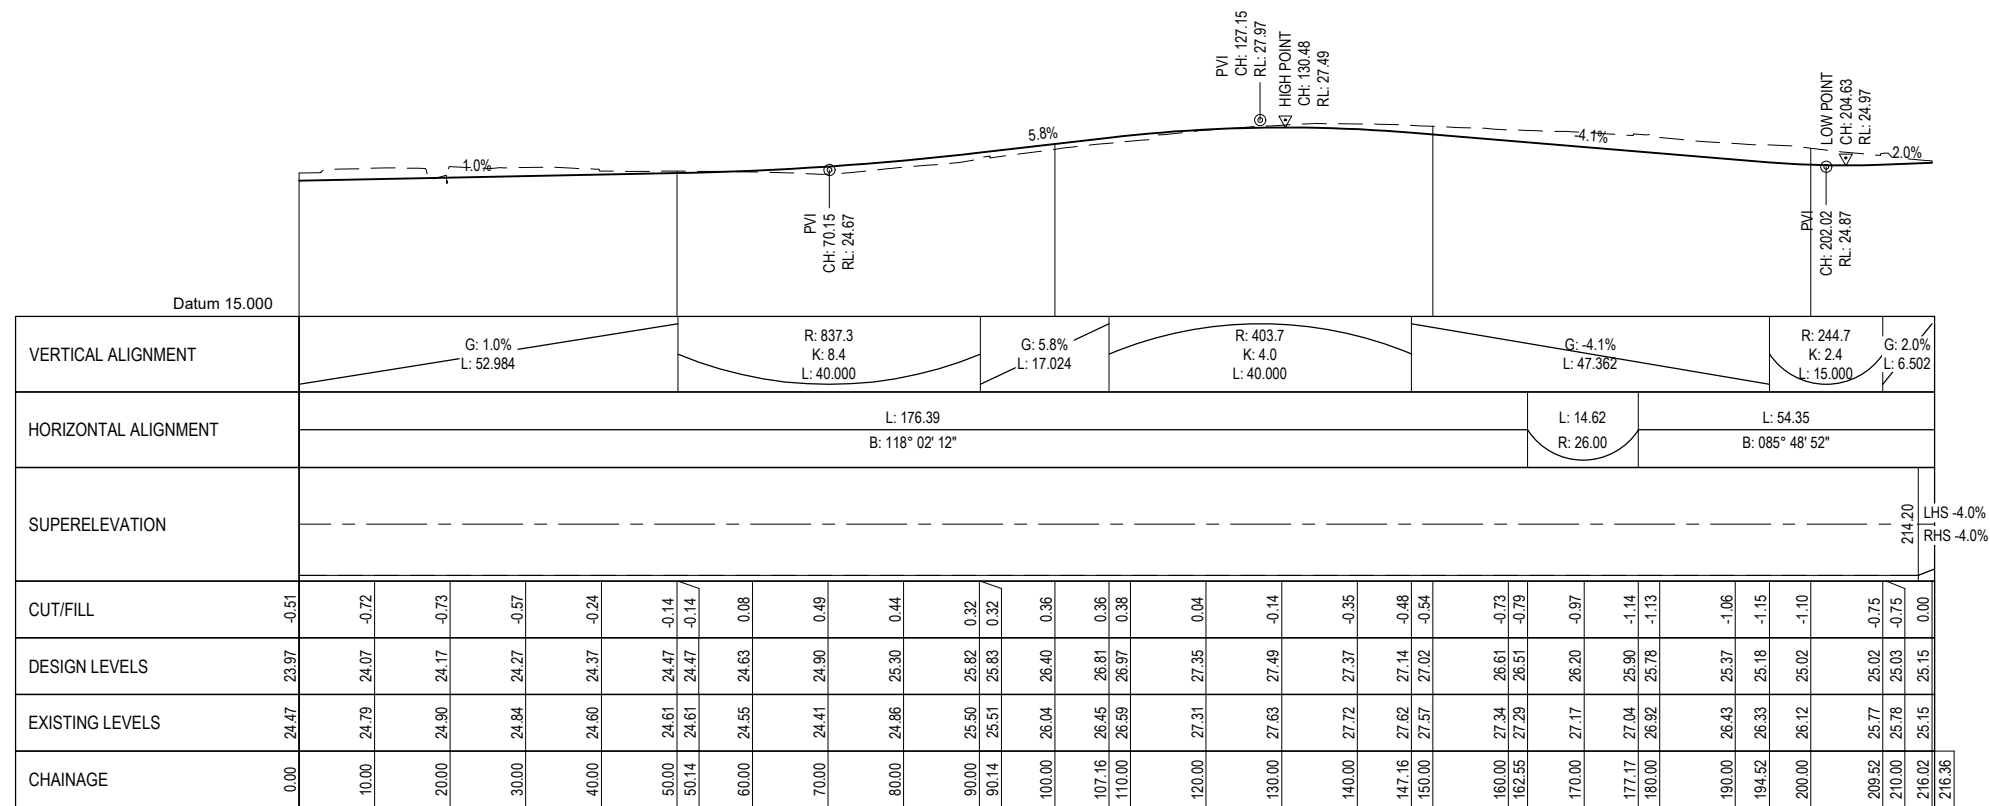 PVI
CH: 127.15
RL: 27.97
HIGH POINT
CH: 130.48
RL: 27.49
LOW POINT
CH: 204.63
RL: 24.97
1.0%
5.8%
-4.1%
2.0%
PVI
CH: 70.15
RL: 24.67
PVI
CH: 202.02
RL: 24.87
Datum 15.000
VERTICAL ALIGNMENT
G: 1.0%
L: 52.984
R: 837.3
K: 8.4
L: 40.000
G: 5.8%
L: 17.024
R: 403.7
K: 4.0
L: 40.000
G: -4.1%
L: 47.362
R: 244.7
K: 2.4
L: 15.000
G: 2.0%
L: 6.502
HORIZONTAL ALIGNMENT
L: 176.39
B: 118° 02' 12"
L: 14.62
R: 26.00
L: 54.35
B: 085° 48' 52"
SUPERELEVATION
214.20
LHS -4.0%
RHS -4.0%
CUT/FILL -0.51 -0.72 -0.73 -0.57 -0.24 -0.14 -0.14 0.08 0.49 0.44 0.32 0.32 0.36 0.36 0.38 0.04 -0.14 -0.35 -0.48 -0.54 -0.73 -0.79 -0.97 -1.14 -1.13 -1.06 -1.15 -1.10 -0.75 -0.75 0.00
DESIGN LEVELS 23.97 24.07 24.17 24.27 24.37 24.47 24.47 24.63 24.90 25.30 25.82 25.83 26.40 26.81 26.97 27.35 27.49 27.37 27.14 27.02 26.61 26.51 26.20 25.90 25.78 25.37 25.18 25.02 25.02 25.03 25.15
EXISTING LEVELS 24.47 24.79 24.90 24.84 24.60 24.61 24.61 24.55 24.41 24.86 25.50 25.51 26.04 26.45 26.59 27.31 27.63 27.72 27.62 27.57 27.34 27.29 27.17 27.04 26.92 26.43 26.33 26.12 25.77 25.78 25.15
CHAINAGE 0.00 10.00 20.00 30.00 40.00 50.00 50.14 60.00 70.00 80.00 90.00 90.14 100.00 107.16 110.00 120.00 130.00 140.00 147.16 150.00 160.00 162.55 170.00 177.17 180.00 190.00 194.52 200.00 209.52 210.00 216.02 216.36